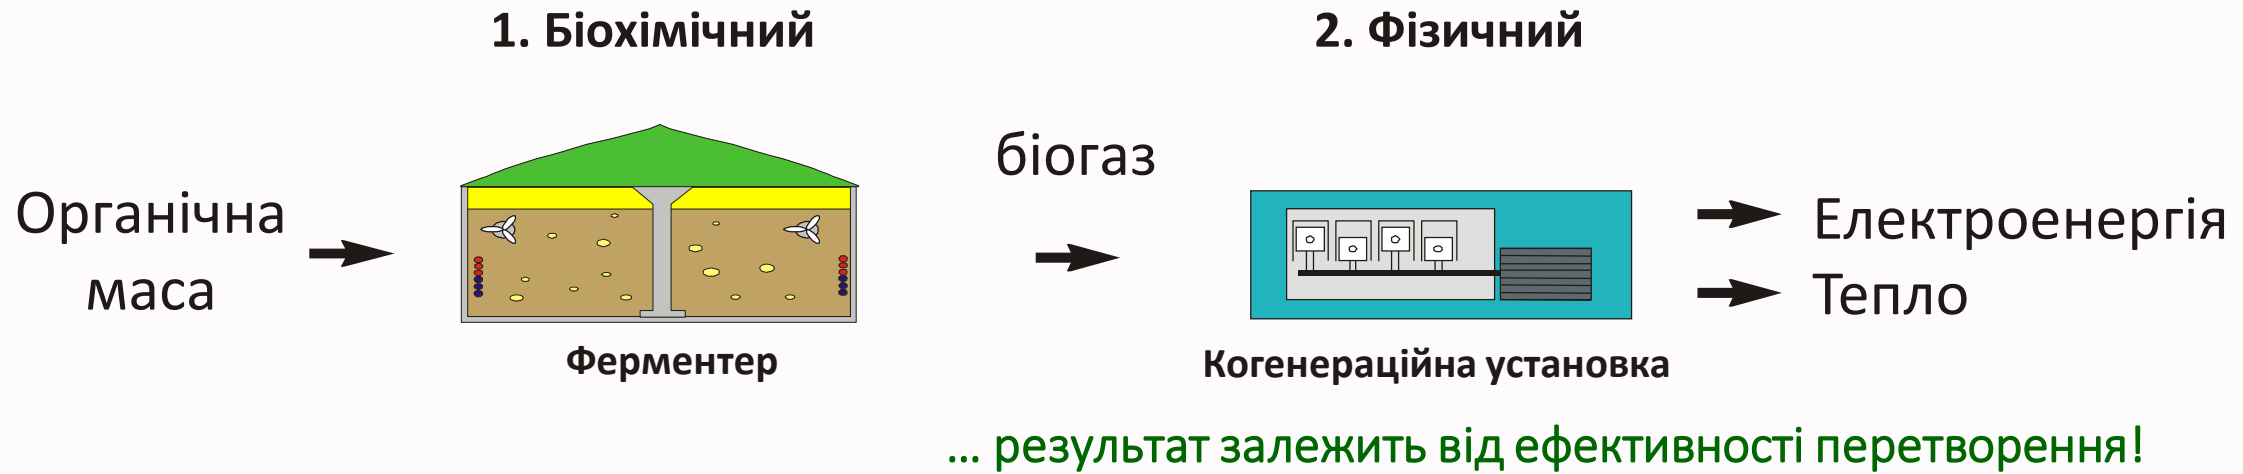 1. Біохімічний
2. Фізичний
Органічна
маса
біогаз
Електроенергія
Тепло
Ферментер
Когенераційна установка
... результат залежить від ефективності перетворення!